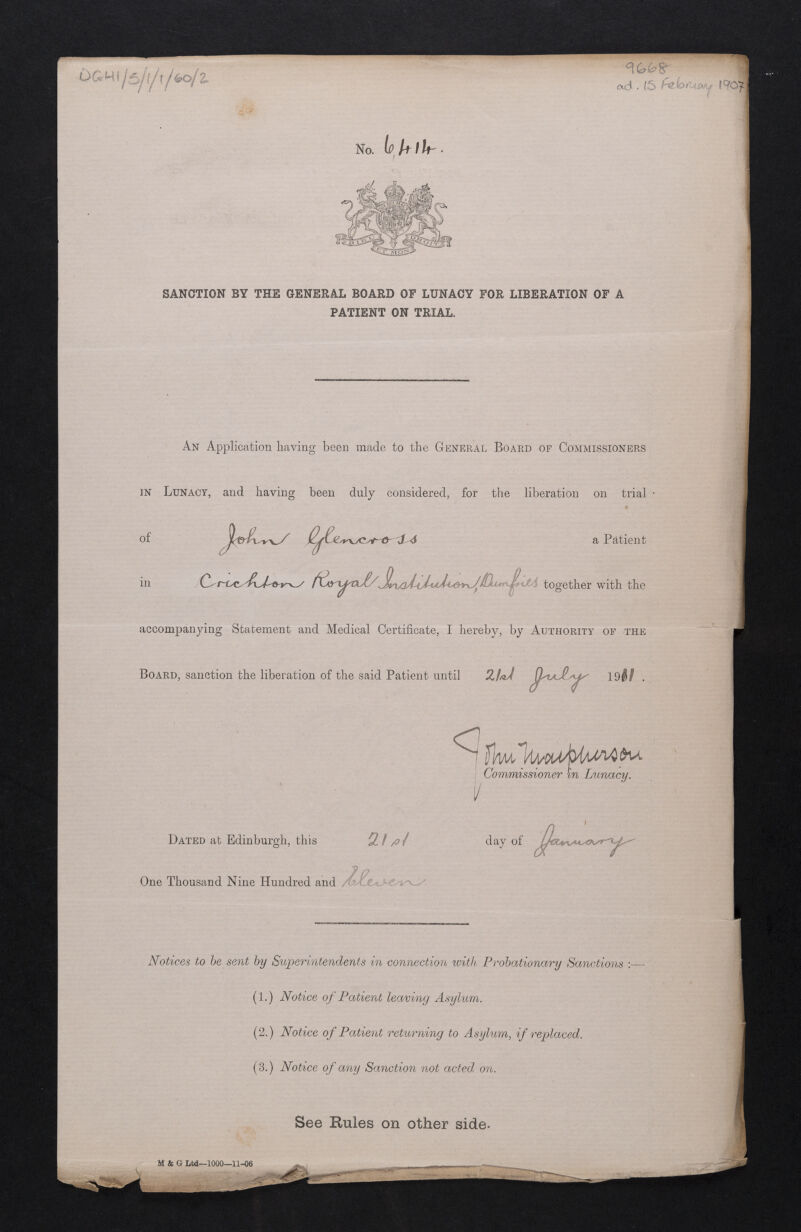 DGH1/5/1/1/60/2
9668
ad. 15 February 1907
No. 6,414.
DIEU ET MON DROIT
SANCTION BY THE GENERAL BOARD OF LUNACY FOR LIBERATION OF A
PATIENT ON TRIAL.
AN Application having been made to the GENERAL BOARD OF COMMISSIONERS
IN LUNACY, and having been duly considered, for the liberation on trial
of John Glencross a Patient
in Crichton Royal Institution, Dumfries together with the
accompanying Statement and Medical Certificate, I hereby, by AUTHORITY OF THE
BOARD, sanction the liberation of the said Patient until 21st July 1911.
John Macpherson
Commissioner in Lunacy.
DATED at Edinburgh, this 21st day of January
One Thousand Nine Hundred and Eleven
Notices to be sent by Superintendents in connection with Probationary Sanctions :—
(1.) Notice of Patient leaving Asylum.
(2.) Notice of Patient returning to Asylum, if replaced.
(3.) Notice of any Sanction not acted on.
See Rules on other side.
M & G Ltd—1000—11-06